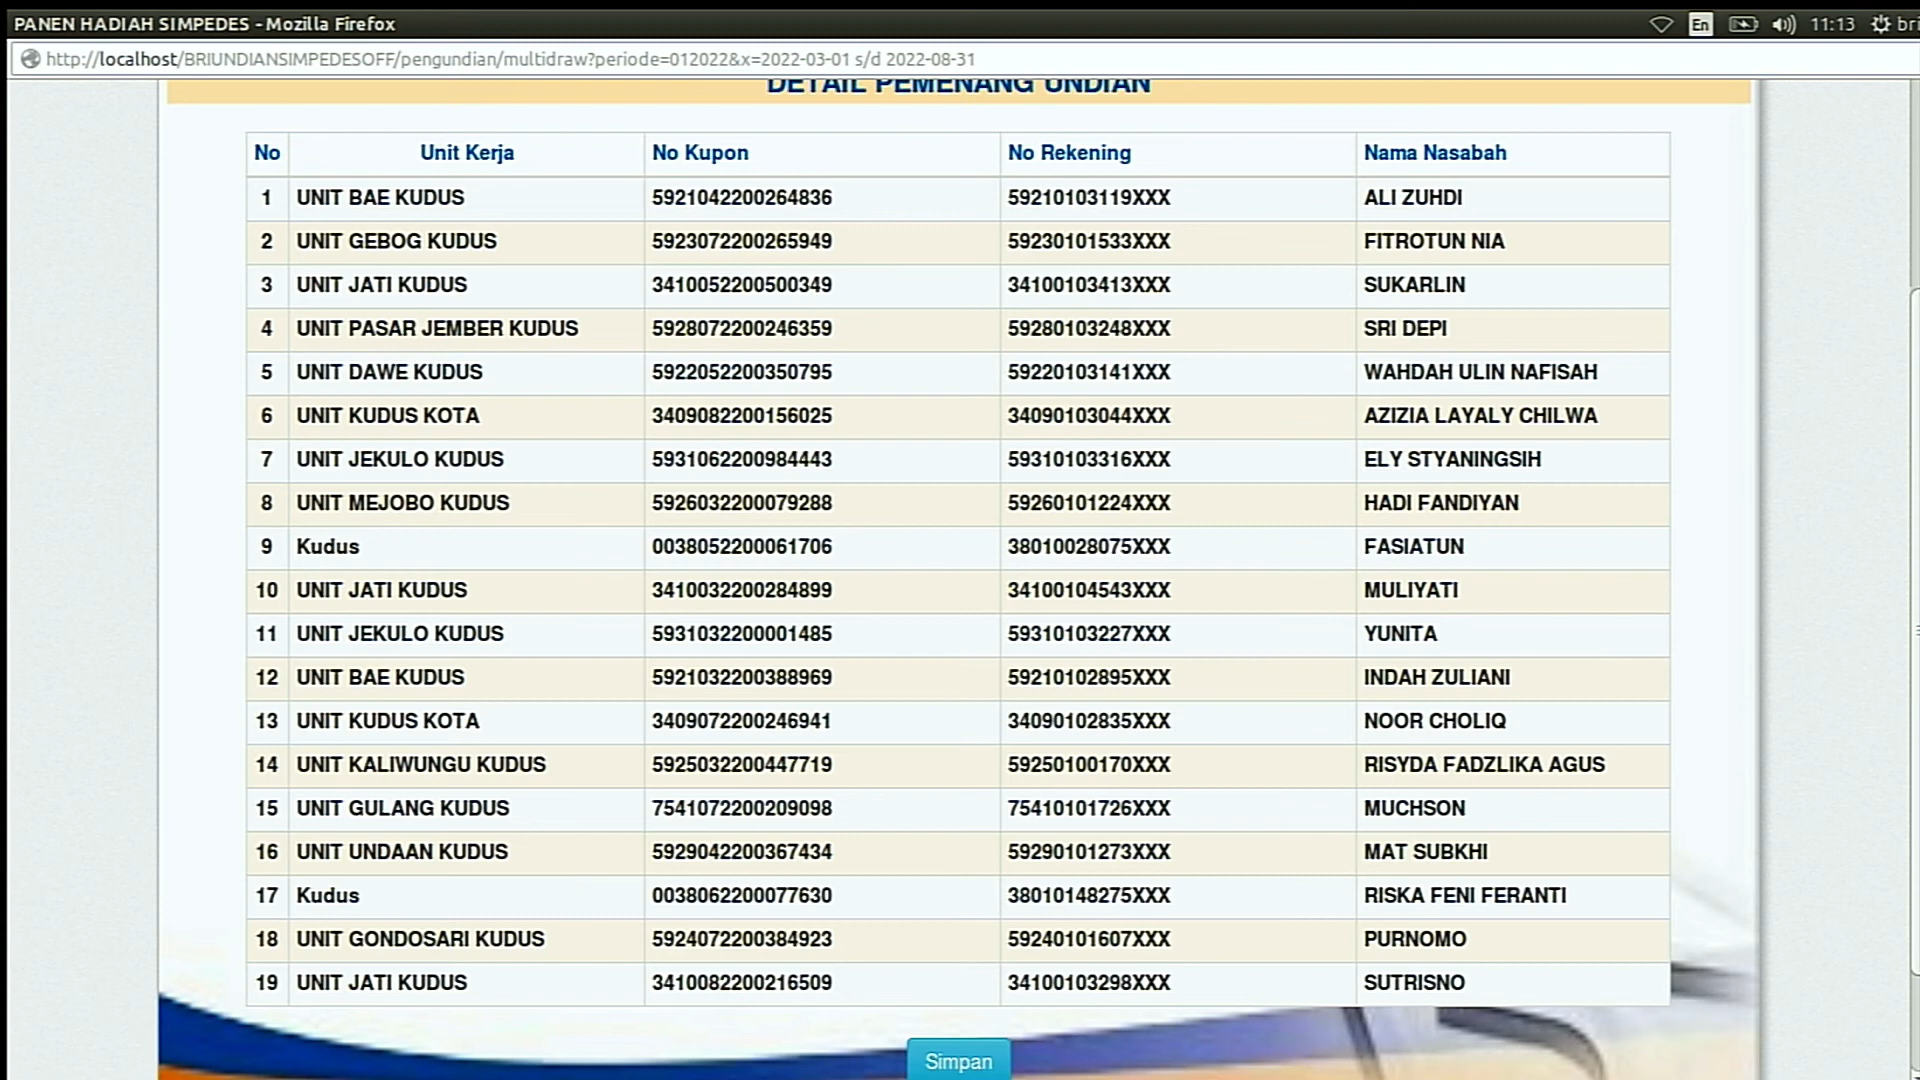 PANEN HADIAH SIMPEDES - Mozilla Firefox En 11:13 bri
http://localhost/BRIUNDIANSIMPEDESOFF/pengundian/multidraw?periode=012022&x=2022-03-01 s/d 2022-08-31
DETAIL PEMENANG UNDIAN
No Unit Kerja No Kupon No Rekening Nama Nasabah
1 UNIT BAE KUDUS 5921042200264836 59210103119XXX ALI ZUHDI
2 UNIT GEBOG KUDUS 5923072200265949 59230101533XXX FITROTUN NIA
3 UNIT JATI KUDUS 3410052200500349 34100103413XXX SUKARLIN
4 UNIT PASAR JEMBER KUDUS 5928072200246359 59280103248XXX SRI DEPI
5 UNIT DAWE KUDUS 5922052200350795 59220103141XXX WAHDAH ULIN NAFISAH
6 UNIT KUDUS KOTA 3409082200156025 34090103044XXX AZIZIA LAYALY CHILWA
7 UNIT JEKULO KUDUS 5931062200984443 59310103316XXX ELY STYANINGSIH
8 UNIT MEJOBO KUDUS 5926032200079288 59260101224XXX HADI FANDIYAN
9 Kudus 0038052200061706 38010028075XXX FASIATUN
10 UNIT JATI KUDUS 3410032200284899 34100104543XXX MULIYATI
11 UNIT JEKULO KUDUS 5931032200001485 59310103227XXX YUNITA
12 UNIT BAE KUDUS 5921032200388969 59210102895XXX INDAH ZULIANI
13 UNIT KUDUS KOTA 3409072200246941 34090102835XXX NOOR CHOLIQ
14 UNIT KALIWUNGU KUDUS 5925032200447719 59250100170XXX RISYDA FADZLIKA AGUS
15 UNIT GULANG KUDUS 7541072200209098 75410101726XXX MUCHSON
16 UNIT UNDAAN KUDUS 5929042200367434 59290101273XXX MAT SUBKHI
17 Kudus 0038062200077630 38010148275XXX RISKA FENI FERANTI
18 UNIT GONDOSARI KUDUS 5924072200384923 59240101607XXX PURNOMO
19 UNIT JATI KUDUS 3410082200216509 34100103298XXX SUTRISNO
Simpan